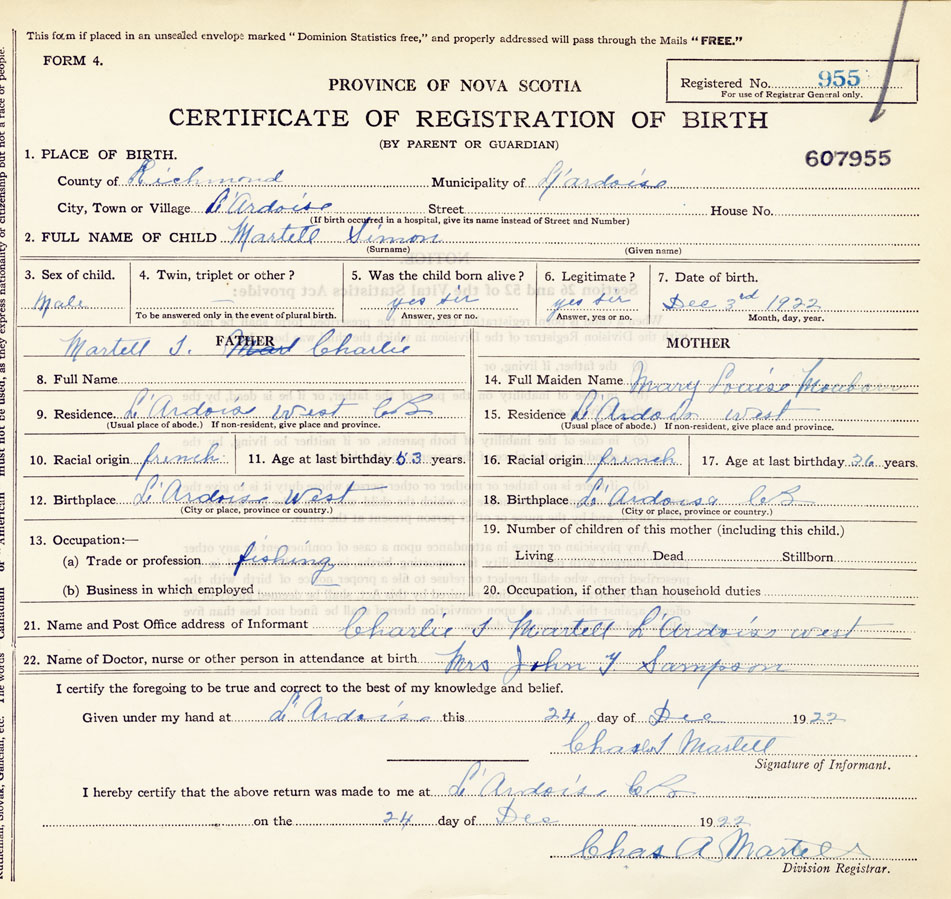 This form if placed in an unsealed envelope marked "Dominion Statistics free," and properly addressed will pass through the Mails "FREE."
FORM 4.
Registered No. 955
For use of Registrar General only.
PROVINCE OF NOVA SCOTIA
CERTIFICATE OF REGISTRATION OF BIRTH
(BY PARENT OR GUARDIAN)
607955
1. PLACE OF BIRTH.
County of Richmond Municipality of L'ardoise
City, Town or Village L'Ardoise Street House No.
(If birth occurred in a hospital, give its name instead of Street and Number)
2. FULL NAME OF CHILD Martell Simon
(Surname) (Given name)
3. Sex of child. 4. Twin, triplet or other? 5. Was the child born alive? 6. Legitimate? 7. Date of birth.
Male — yes sir yes sir Dec 3rd 1922
To be answered only in the event of plural birth. Answer, yes or no. Answer, yes or no. Month, day, year.
FATHER MOTHER
Martell S. Charlie
8. Full Name 14. Full Maiden Name Mary Louise
9. Residence L'Ardoise West CB 15. Residence L'Ardoise west
(Usual place of abode.) If non-resident, give place and province. (Usual place of abode.) If non-resident, give place and province.
10. Racial origin french 11. Age at last birthday 53 years. 16. Racial origin french 17. Age at last birthday 36 years.
12. Birthplace L'Ardoise West 18. Birthplace L'Ardoise CB
(City or place, province or country.) (City or place, province or country.)
19. Number of children of this mother (including this child.)
13. Occupation:—
Living Dead Stillborn
(a) Trade or profession fishing
(b) Business in which employed — 20. Occupation, if other than household duties
21. Name and Post Office address of Informant Charlie S Martell L'Ardoise west
22. Name of Doctor, nurse or other person in attendance at birth. Mrs John Y Sampson
I certify the foregoing to be true and correct to the best of my knowledge and belief.
Given under my hand at L'Ardoise this 24 day of Dec 1922
Chas S Martell
Signature of Informant.
I hereby certify that the above return was made to me at L'Ardoise CB
on the 24 day of Dec 1922
Chas A Martell
Division Registrar.